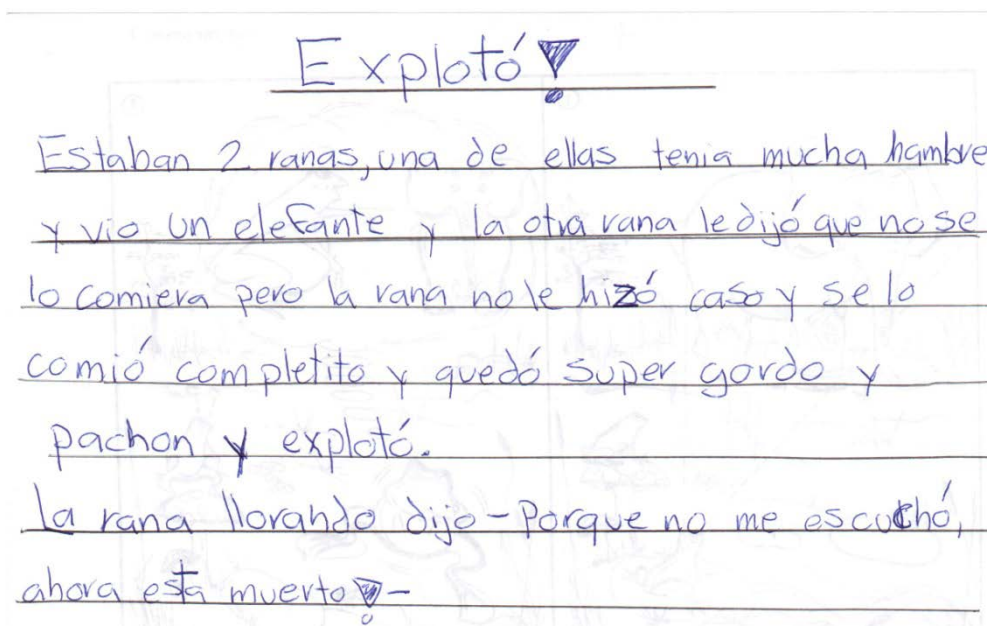 Explotó!
Estaban 2 ranas, una de ellas tenia mucha hambre
y vio un elefante y la otra rana le dijó que no se
lo comiera pero la rana no le hizó caso y se lo
comió completito y quedó super gordo y
pachon y explotó.
La rana llorando dijo - Porque no me escuchó,
ahora esta muerto! -